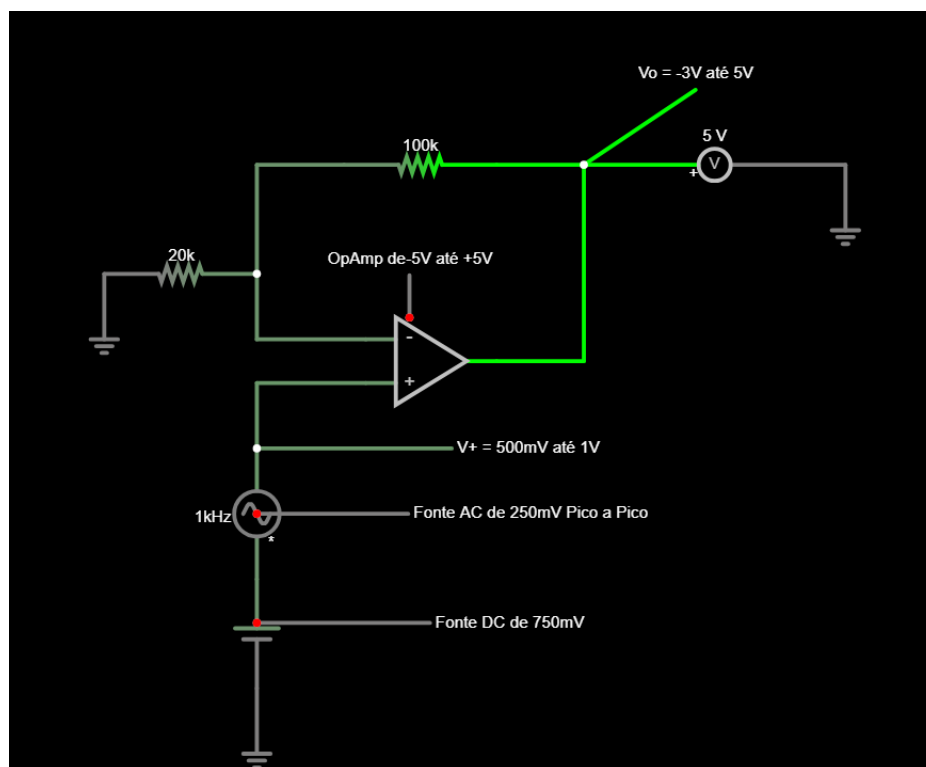 Vo = -3V até 5V
5 V
100k
V
+
20k
OpAmp de-5V até +5V
-
+
V+ = 500mV até 1V
1kHz
Fonte AC de 250mV Pico a Pico
*
Fonte DC de 750mV